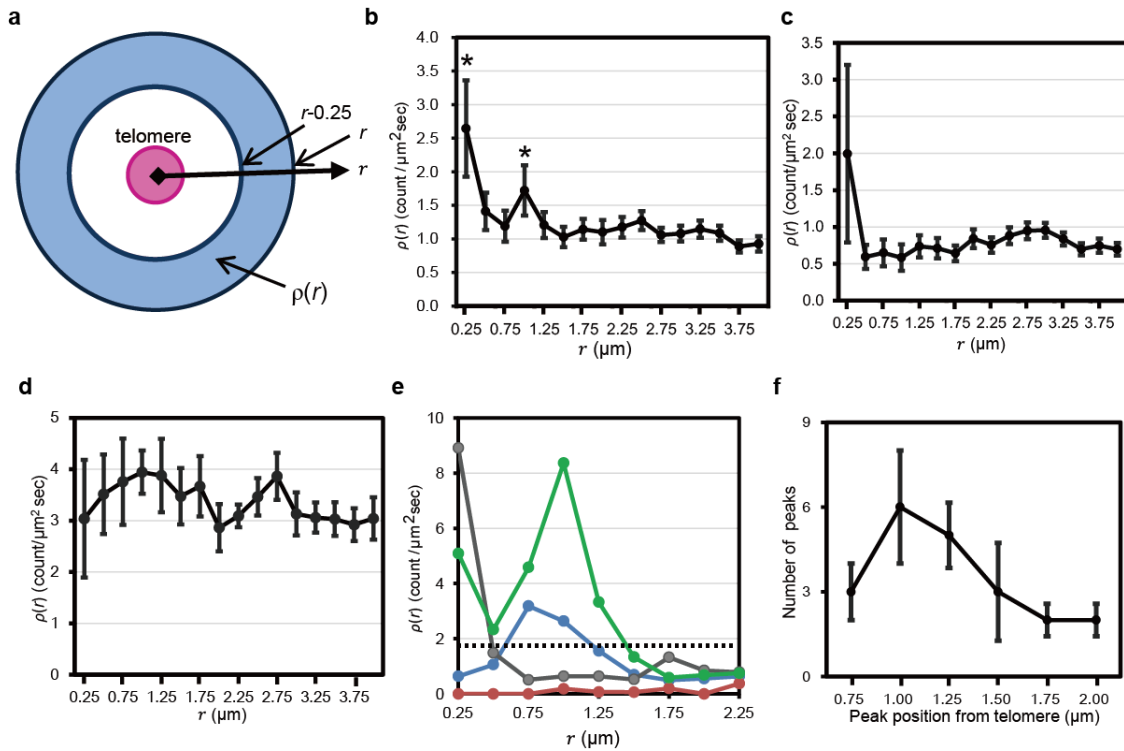 a
telomere
r-0.25
r
r
ρ(r)
b
ρ(r) (count / μm² sec)
4.0
3.5
3.0
2.5
2.0
1.5
1.0
0.5
0.0
*
*
0.25 0.75 1.25 1.75 2.25 2.75 3.25 3.75
r (μm)
c
ρ(r) (count/μm² sec)
3.5
3.0
2.5
2.0
1.5
1.0
0.5
0.0
0.25 0.75 1.25 1.75 2.25 2.75 3.25 3.75
r (μm)
d
ρ(r) (count/μm² sec)
5
4
3
2
1
0
0.25 0.75 1.25 1.75 2.25 2.75 3.25 3.75
r (μm)
e
ρ(r) (count / μm² sec)
10
8
6
4
2
0
0.25 0.75 1.25 1.75 2.25
r (μm)
f
Number of peaks
9
6
3
0
0.75 1.00 1.25 1.50 1.75 2.00
Peak position from telomere (μm)